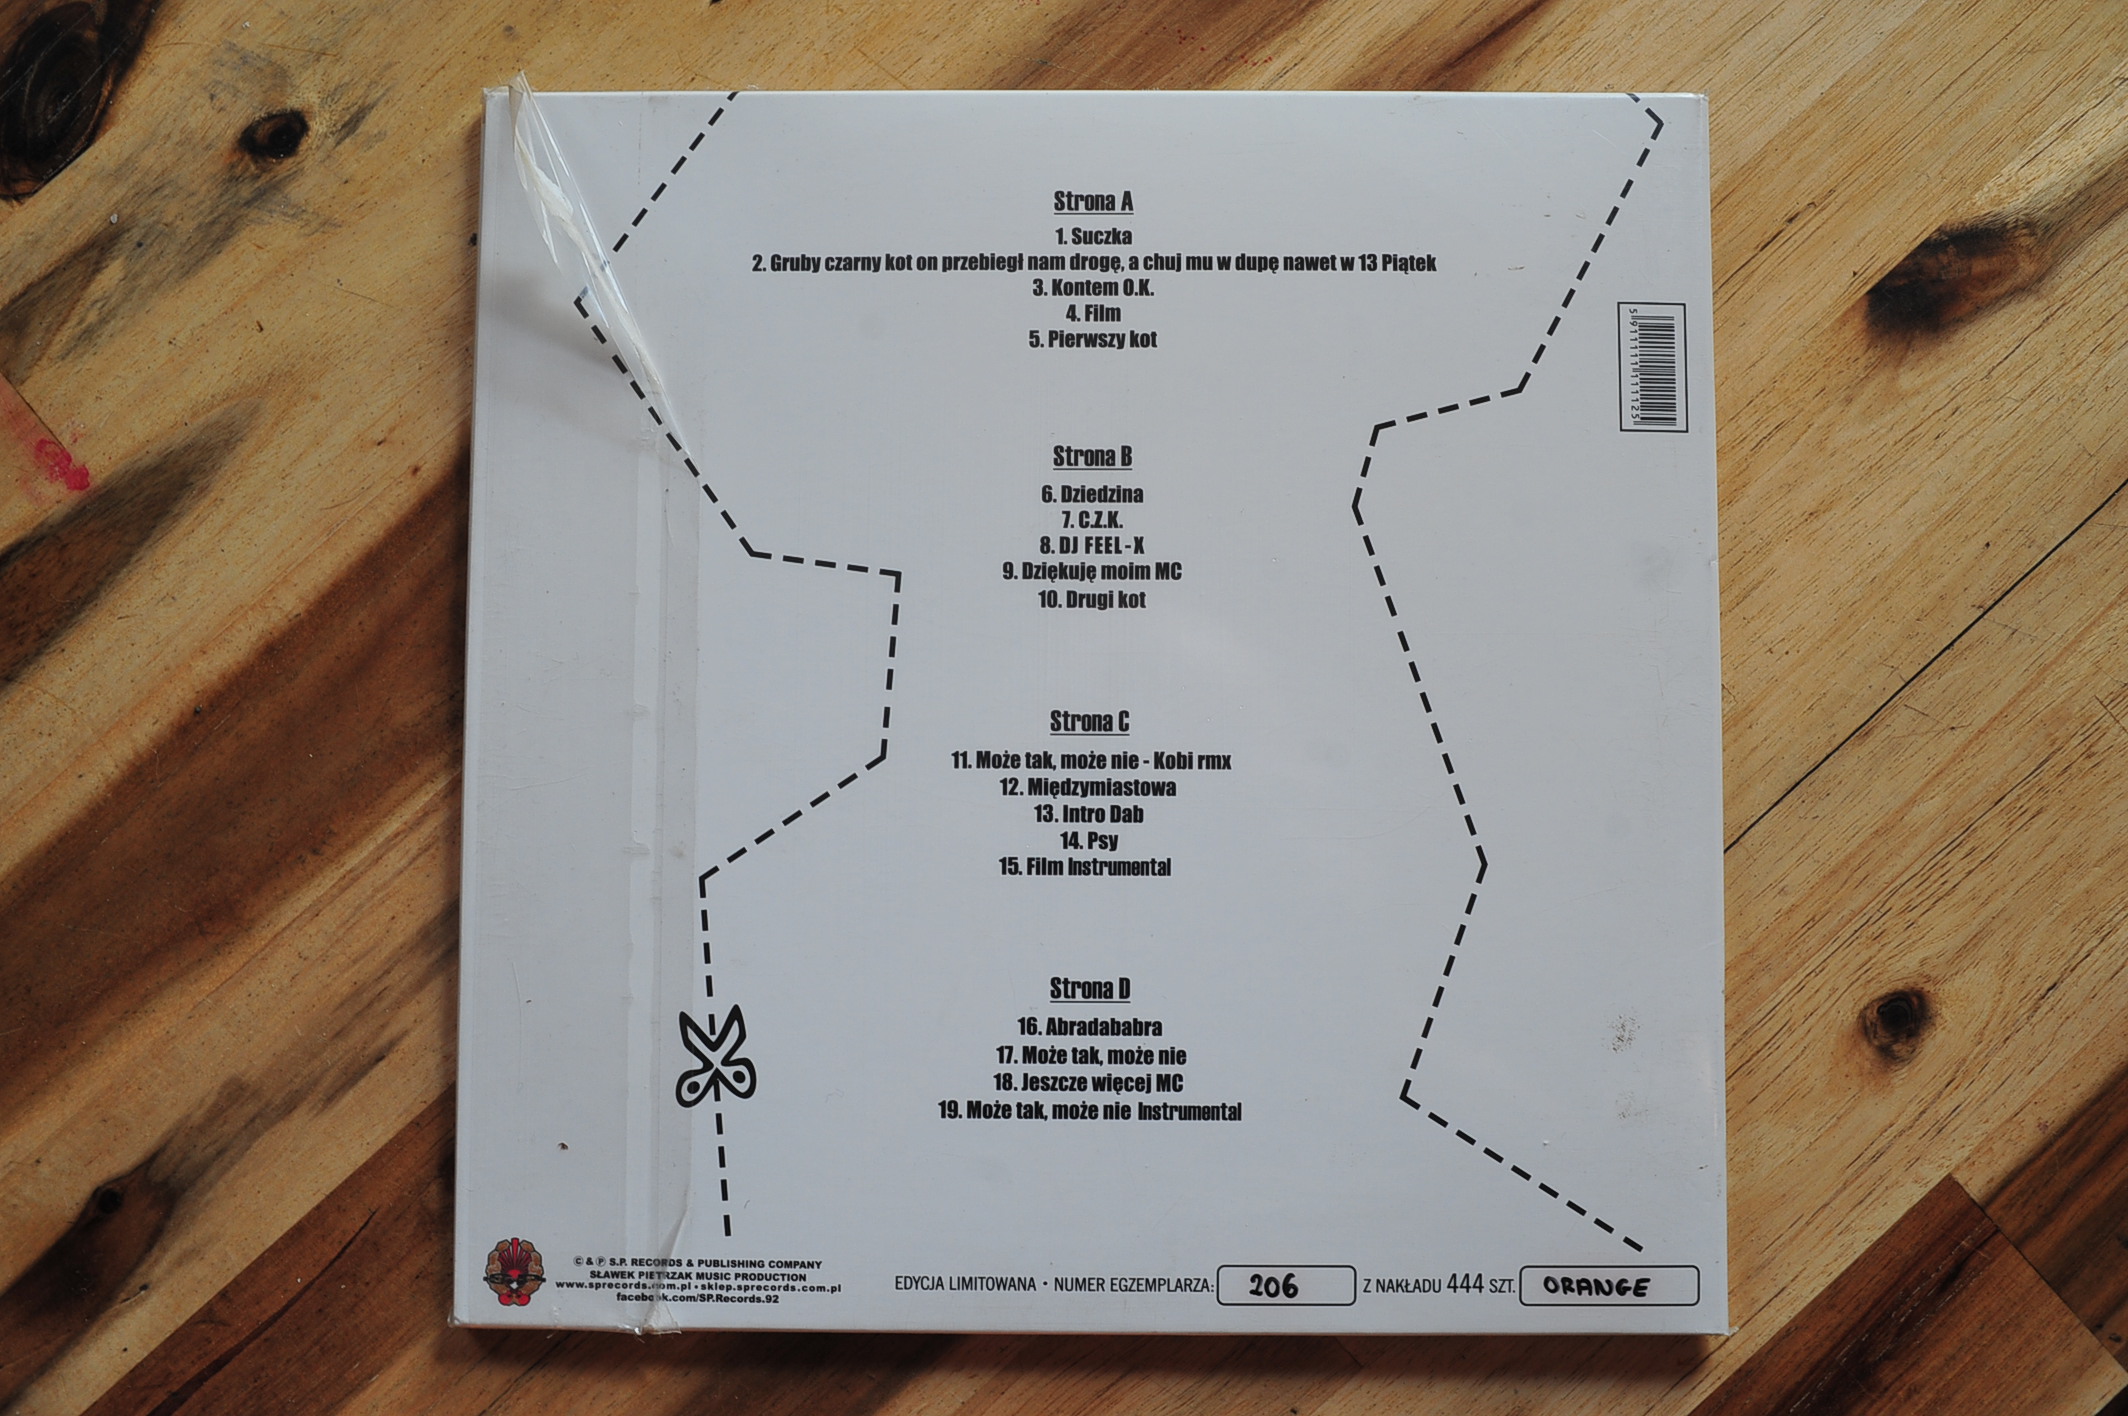 Strona A
1. Suczka
2. Gruby czarny kot on przebiegł nam drogę, a chuj mu w dupę nawet w 13 Piątek
3. Kontem O.K.
4. Film
5. Pierwszy kot
Strona B
6. Dziedzina
7. C.Z.K.
8. DJ FEEL-X
9. Dziękuję moim MC
10. Drugi kot
Strona C
11. Może tak, może nie - Kobi rmx
12. Międzymiastowa
13. Intro Dab
14. Psy
15. Film Instrumental
Strona D
16. Abradababra
17. Może tak, może nie
18. Jeszcze więcej MC
19. Może tak, może nie Instrumental
5911111111125
© & ℗ S.P. RECORDS & PUBLISHING COMPANY
SŁAWEK PIETRZAK MUSIC PRODUCTION
www.sprecords.com.pl • sklep.sprecords.com.pl
facebook.com/SP.Records.92
EDYCJA LIMITOWANA • NUMER EGZEMPLARZA: 206 Z NAKŁADU 444 SZT. ORANGE